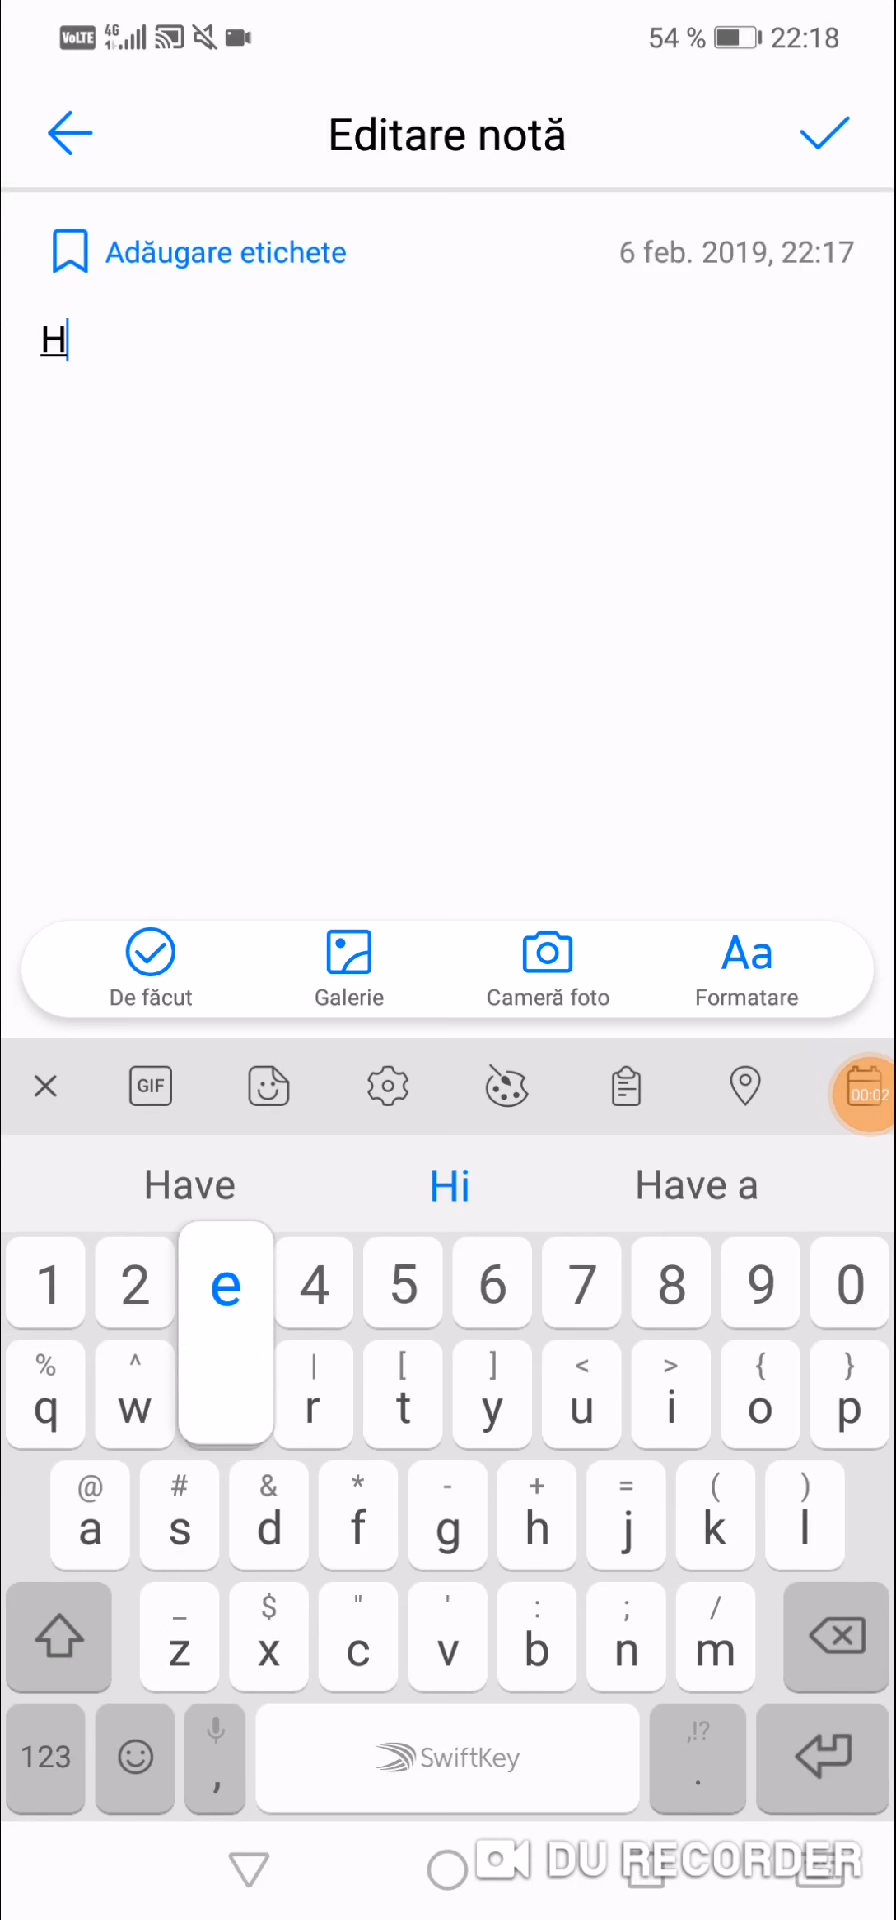 VoLTE 4G 54 % 22:18
Editare notă
Adăugare etichete 6 feb. 2019, 22:17
H
De făcut Galerie Cameră foto Aa Formatare
GIF 00:02
Have Hi Have a
1 2 e 4 5 6 7 8 9 0
% ^ | [ ] < > { }
q w r t y u i o p
@ # & * - + = ( )
a s d f g h j k l
_ $ " ' : ; /
z x c v b n m
123 , SwiftKey ,!? .
DU RECORDER